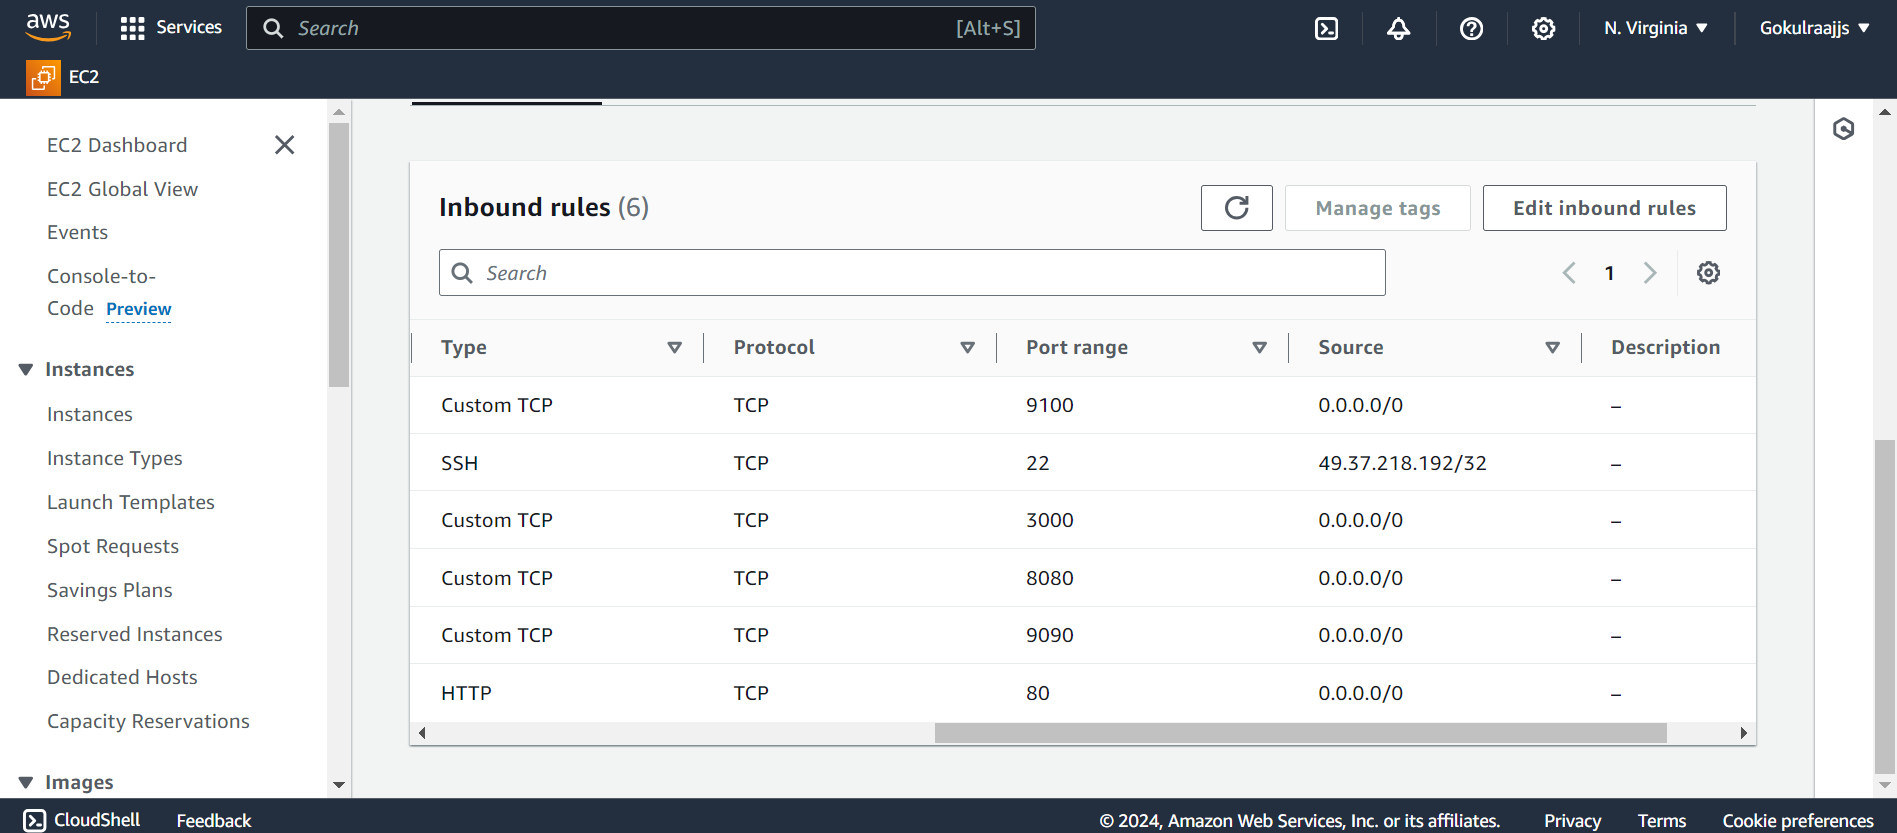 aws
Services
Search [Alt+S]
N. Virginia
Gokulraajjs
EC2
EC2 Dashboard
EC2 Global View
Events
Console-to-
Code Preview
Instances
Instances
Instance Types
Launch Templates
Spot Requests
Savings Plans
Reserved Instances
Dedicated Hosts
Capacity Reservations
Images
Inbound rules (6)
Manage tags
Edit inbound rules
Search
1
Type Protocol Port range Source Description
Custom TCP TCP 9100 0.0.0.0/0 –
SSH TCP 22 49.37.218.192/32 –
Custom TCP TCP 3000 0.0.0.0/0 –
Custom TCP TCP 8080 0.0.0.0/0 –
Custom TCP TCP 9090 0.0.0.0/0 –
HTTP TCP 80 0.0.0.0/0 –
CloudShell Feedback © 2024, Amazon Web Services, Inc. or its affiliates. Privacy Terms Cookie preferences